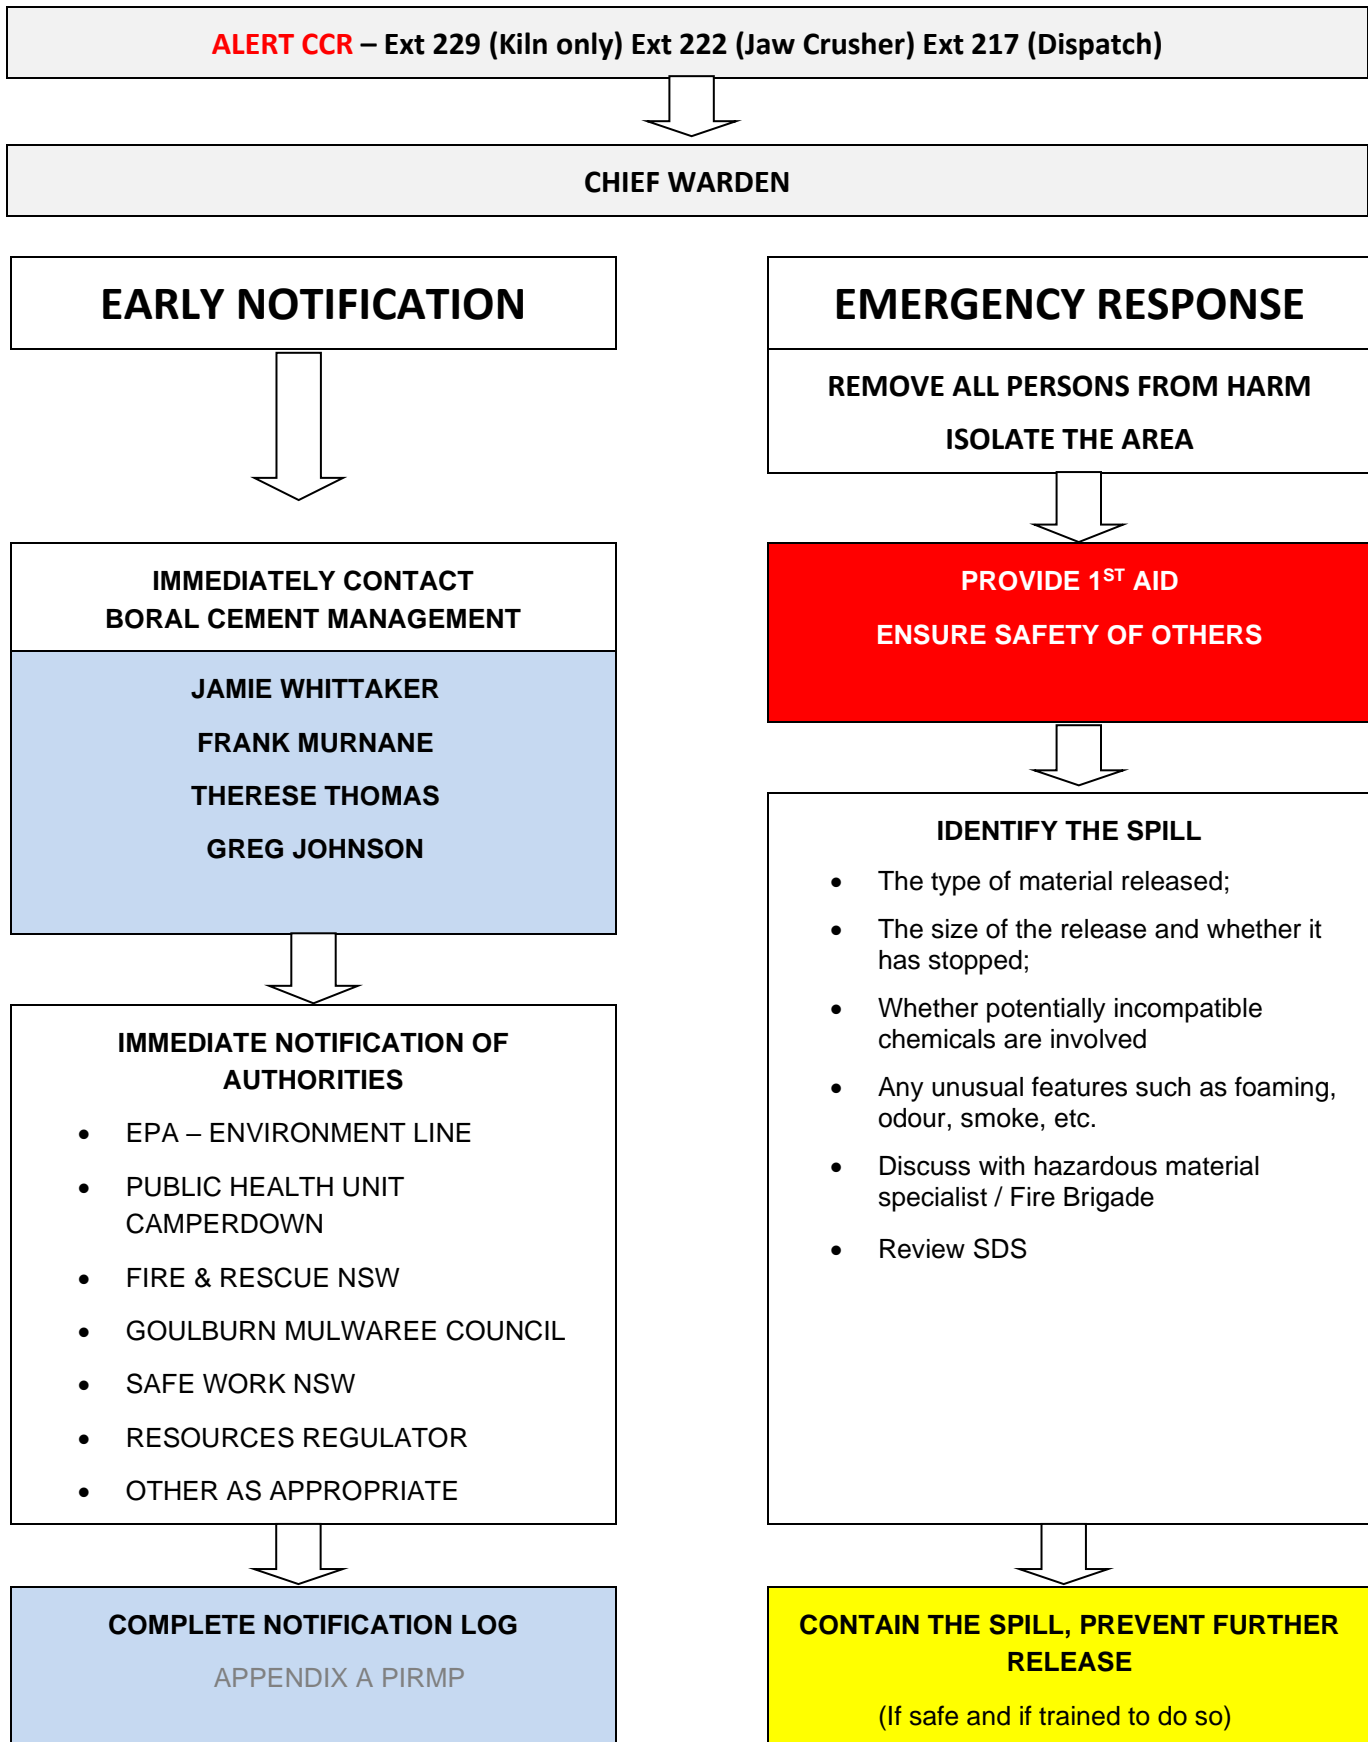 ALERT CCR – Ext 229 (Kiln only) Ext 222 (Jaw Crusher) Ext 217 (Dispatch)
CHIEF WARDEN
EARLY NOTIFICATION
IMMEDIATELY CONTACT
BORAL CEMENT MANAGEMENT
JAMIE WHITTAKER
FRANK MURNANE
THERESE THOMAS
GREG JOHNSON
IMMEDIATE NOTIFICATION OF
AUTHORITIES
• EPA – ENVIRONMENT LINE
• PUBLIC HEALTH UNIT
CAMPERDOWN
• FIRE & RESCUE NSW
• GOULBURN MULWAREE COUNCIL
• SAFE WORK NSW
• RESOURCES REGULATOR
• OTHER AS APPROPRIATE
COMPLETE NOTIFICATION LOG
APPENDIX A PIRMP
EMERGENCY RESPONSE
REMOVE ALL PERSONS FROM HARM
ISOLATE THE AREA
PROVIDE 1ST AID
ENSURE SAFETY OF OTHERS
IDENTIFY THE SPILL
• The type of material released;
• The size of the release and whether it
has stopped;
• Whether potentially incompatible
chemicals are involved
• Any unusual features such as foaming,
odour, smoke, etc.
• Discuss with hazardous material
specialist / Fire Brigade
• Review SDS
CONTAIN THE SPILL, PREVENT FURTHER
RELEASE
(If safe and if trained to do so)